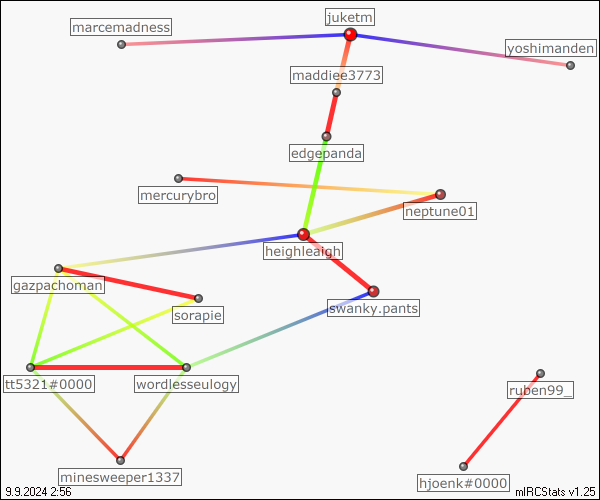 juketm
marcemadness
yoshimanden
maddiee3773
edgepanda
mercurybro
neptune01
heighleaigh
gazpachoman
swanky.pants
sorapie
tt5321#0000
wordlesseulogy
ruben99_
minesweeper1337
hjoenk#0000
9.9.2024 2:56
mIRCStats v1.25